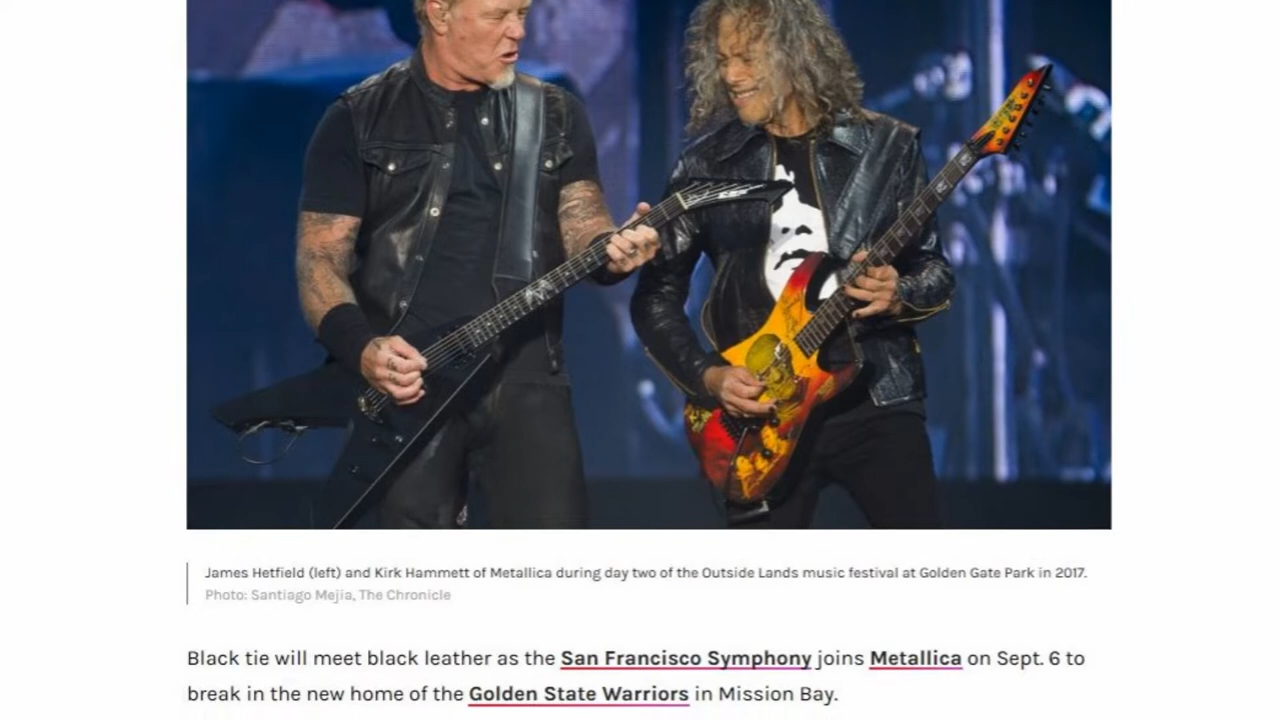 James Hetfield (left) and Kirk Hammett of Metallica during day two of the Outside Lands music festival at Golden Gate Park in 2017.
Photo: Santiago Mejia, The Chronicle
Black tie will meet black leather as the San Francisco Symphony joins Metallica on Sept. 6 to
break in the new home of the Golden State Warriors in Mission Bay.